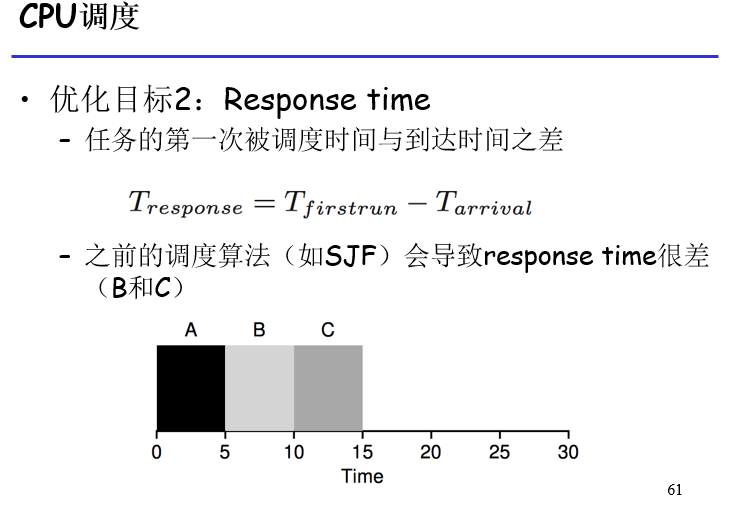 CPU调度
• 优化目标2：Response time
– 任务的第一次被调度时间与到达时间之差
T_response = T_firstrun − T_arrival
– 之前的调度算法（如SJF）会导致response time很差
（B和C）
A B C
0 5 10 15 20 25 30
Time
61